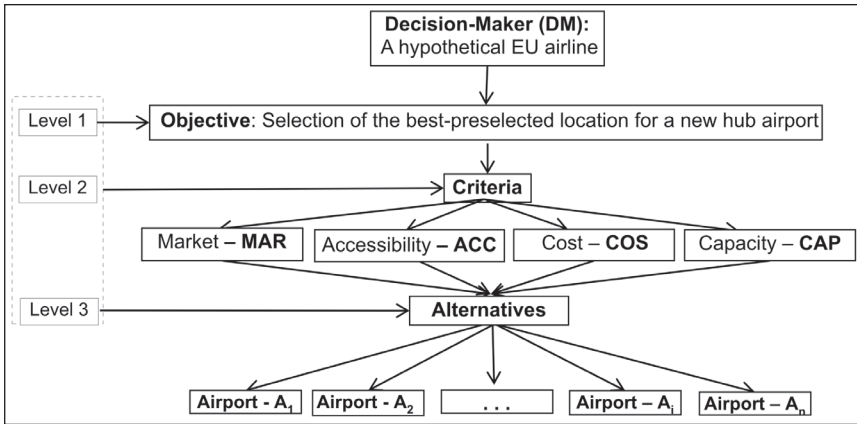 Decision-Maker (DM):
A hypothetical EU airline
Level 1
Objective: Selection of the best-preselected location for a new hub airport
Level 2
Criteria
Market – MAR
Accessibility – ACC
Cost – COS
Capacity – CAP
Level 3
Alternatives
Airport - A₁
Airport - A₂
. . .
Airport – Aᵢ
Airport – Aₙ